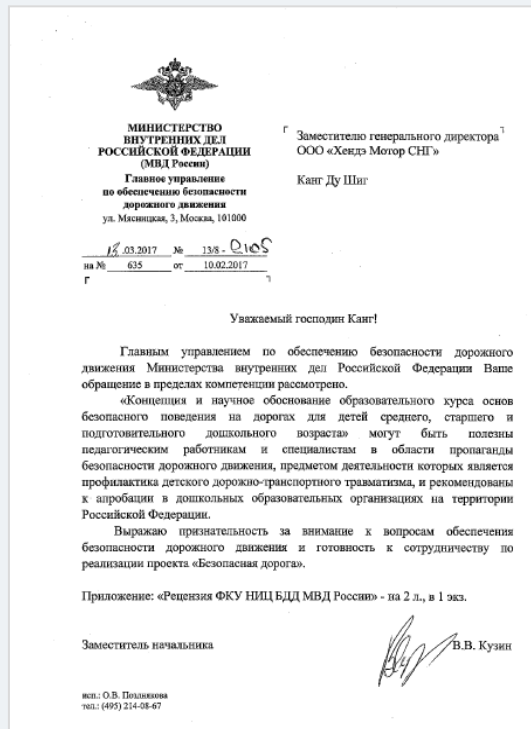 МИНИСТЕРСТВО
ВНУТРЕННИХ ДЕЛ
РОССИЙСКОЙ ФЕДЕРАЦИИ
(МВД России)
Главное управление
по обеспечению безопасности
дорожного движения
ул. Мясницкая, 3, Москва, 101000
13 .03.2017 № 13/8 -
на № 635 от 10.02.2017
Заместителю генерального директора
ООО «Хендэ Мотор СНГ»
Канг Ду Шиг
Уважаемый господин Канг!
Главным управлением по обеспечению безопасности дорожного
движения Министерства внутренних дел Российской Федерации Ваше
обращение в пределах компетенции рассмотрено.
«Концепция и научное обоснование образовательного курса основ
безопасного поведения на дорогах для детей среднего, старшего и
подготовительного дошкольного возраста» могут быть полезны
педагогическим работникам и специалистам в области пропаганды
безопасности дорожного движения, предметом деятельности которых является
профилактика детского дорожно-транспортного травматизма, и рекомендованы
к апробации в дошкольных образовательных организациях на территории
Российской Федерации.
Выражаю признательность за внимание к вопросам обеспечения
безопасности дорожного движения и готовность к сотрудничеству по
реализации проекта «Безопасная дорога».
Приложение: «Рецензия ФКУ НИЦ БДД МВД России» - на 2 л., в 1 экз.
Заместитель начальника В.В. Кузин
исп.: О.В. Позднякова
тел.: (495) 214-08-67